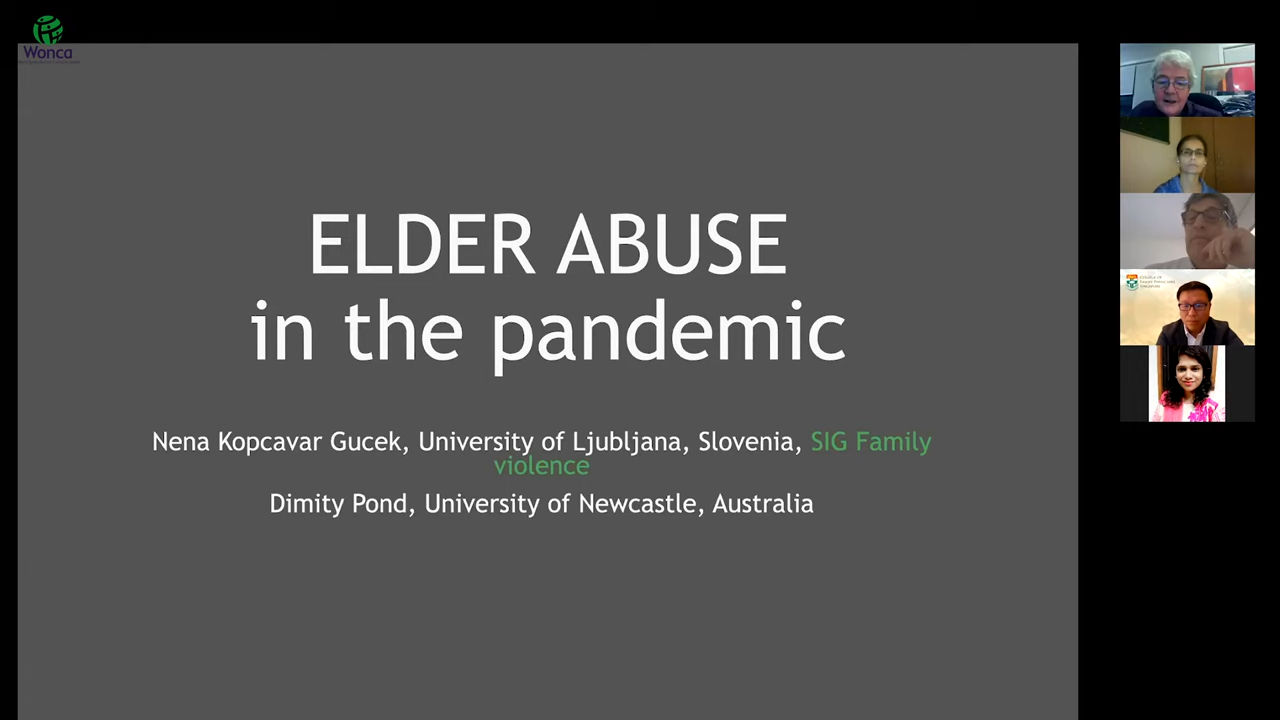 Wonca
ELDER ABUSE
in the pandemic
Nena Kopcavar Gucek, University of Ljubljana, Slovenia, SIG Family
violence
Dimity Pond, University of Newcastle, Australia